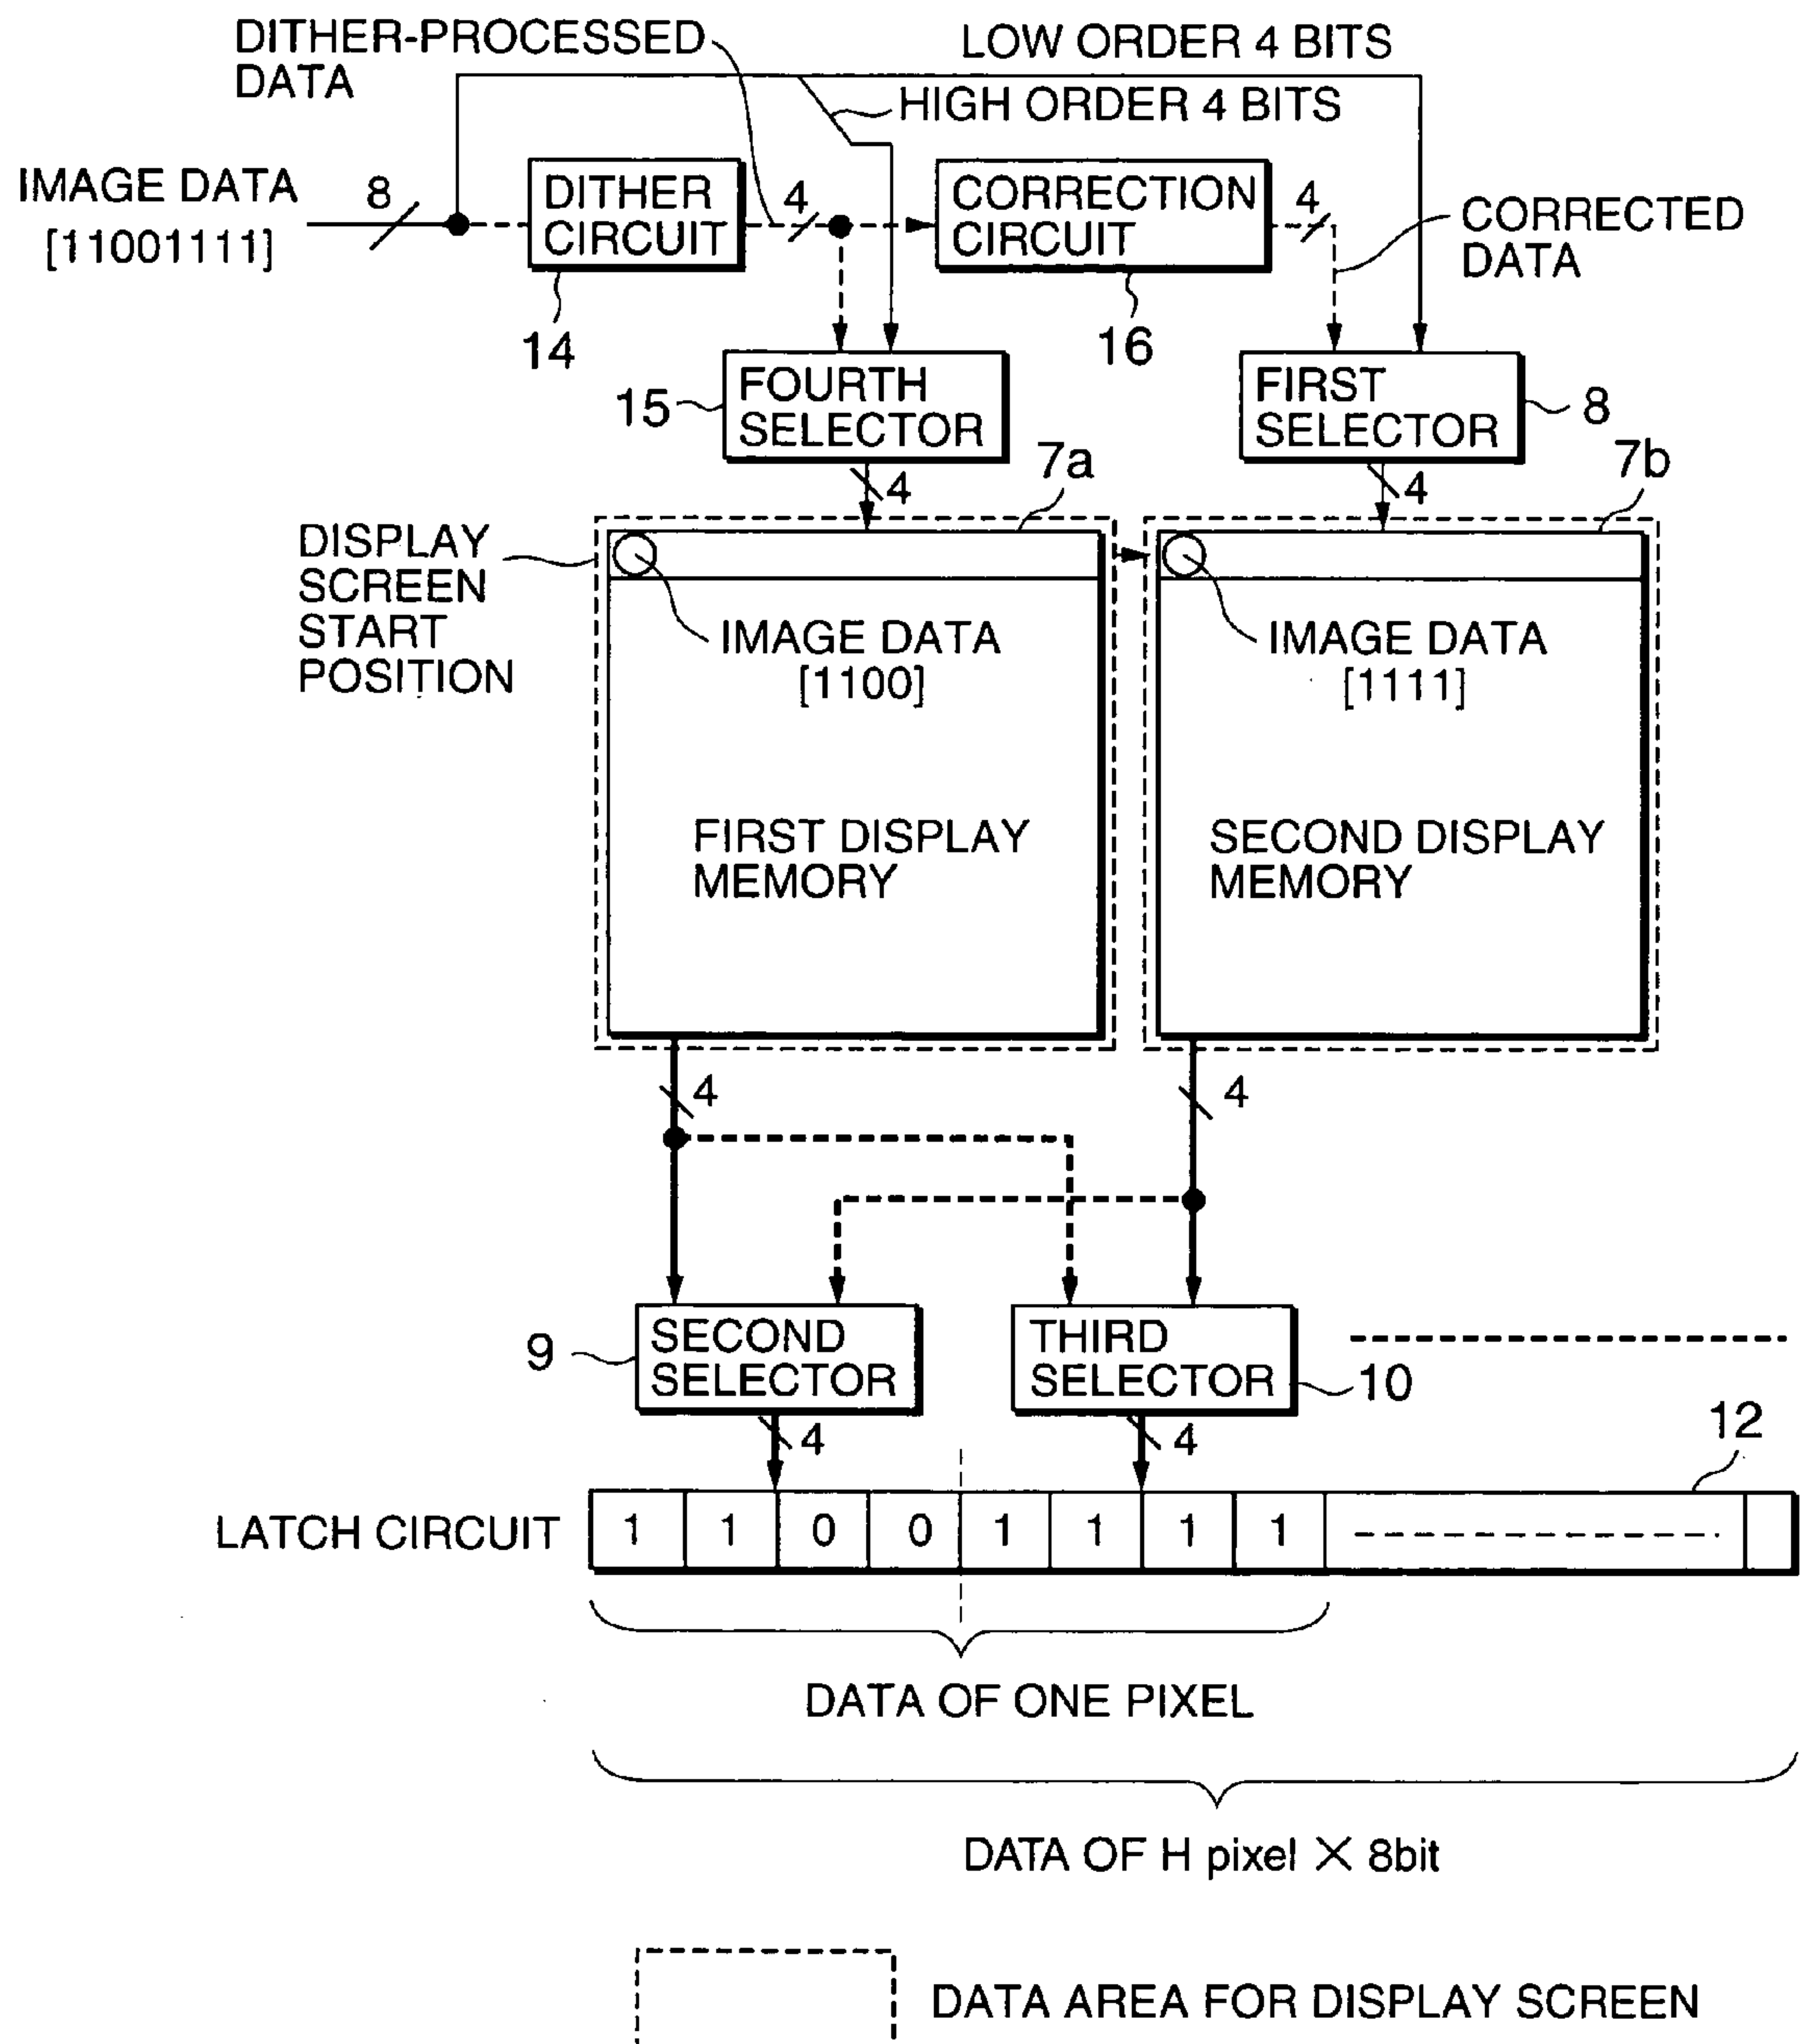 DITHER-PROCESSED
DATA
LOW ORDER 4 BITS
HIGH ORDER 4 BITS
IMAGE DATA
[11001111]
8
DITHER
CIRCUIT
4
CORRECTION
CIRCUIT
4
CORRECTED
DATA
14
16
15
FOURTH
SELECTOR
FIRST
SELECTOR
8
4
7a
4
7b
DISPLAY
SCREEN
START
POSITION
IMAGE DATA
[1100]
IMAGE DATA
[1111]
FIRST DISPLAY
MEMORY
SECOND DISPLAY
MEMORY
4
4
9
SECOND
SELECTOR
THIRD
SELECTOR
10
4
4
12
LATCH CIRCUIT
1 1 0 0 1 1 1 1
DATA OF ONE PIXEL
DATA OF H pixel × 8bit
DATA AREA FOR DISPLAY SCREEN